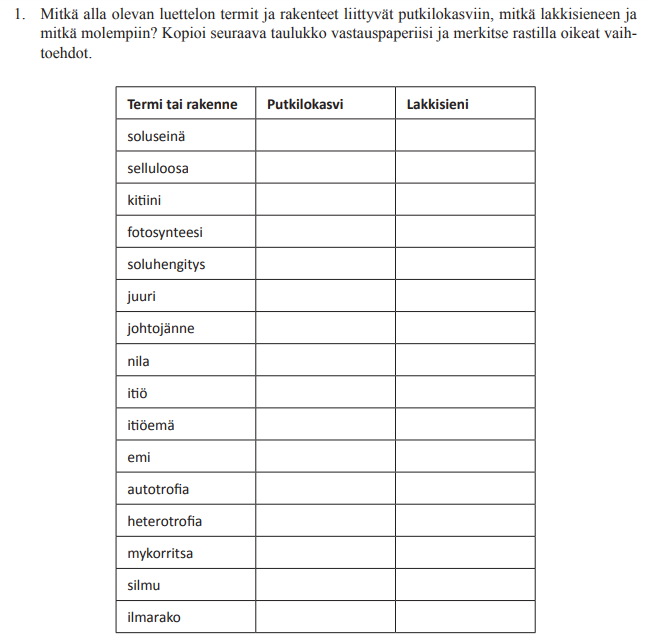 1. Mitkä alla olevan luettelon termit ja rakenteet liittyvät putkilokasviin, mitkä lakkisieneen ja
mitkä molempiin? Kopioi seuraava taulukko vastauspaperiisi ja merkitse rastilla oikeat vaih-
toehdot.
Termi tai rakenne Putkilokasvi Lakkisieni
soluseinä
selluloosa
kitiini
fotosynteesi
soluhengitys
juuri
johtojänne
nila
itiö
itiöemä
emi
autotrofia
heterotrofia
mykorritsa
silmu
ilmarako